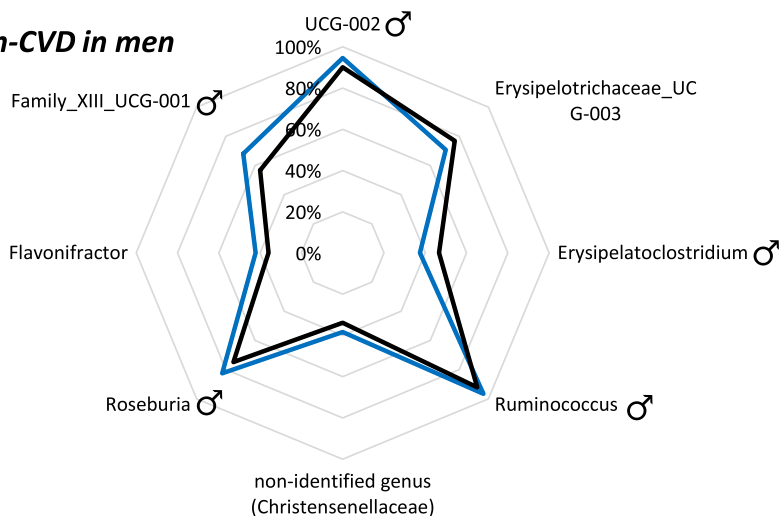 n-CVD in men
UCG-002 ♂
100%
80%
60%
40%
20%
0%
Erysipelotrichaceae_UC
G-003
Erysipelatoclostridium ♂
Ruminococcus ♂
non-identified genus
(Christensenellaceae)
Roseburia ♂
Flavonifractor
Family_XIII_UCG-001 ♂